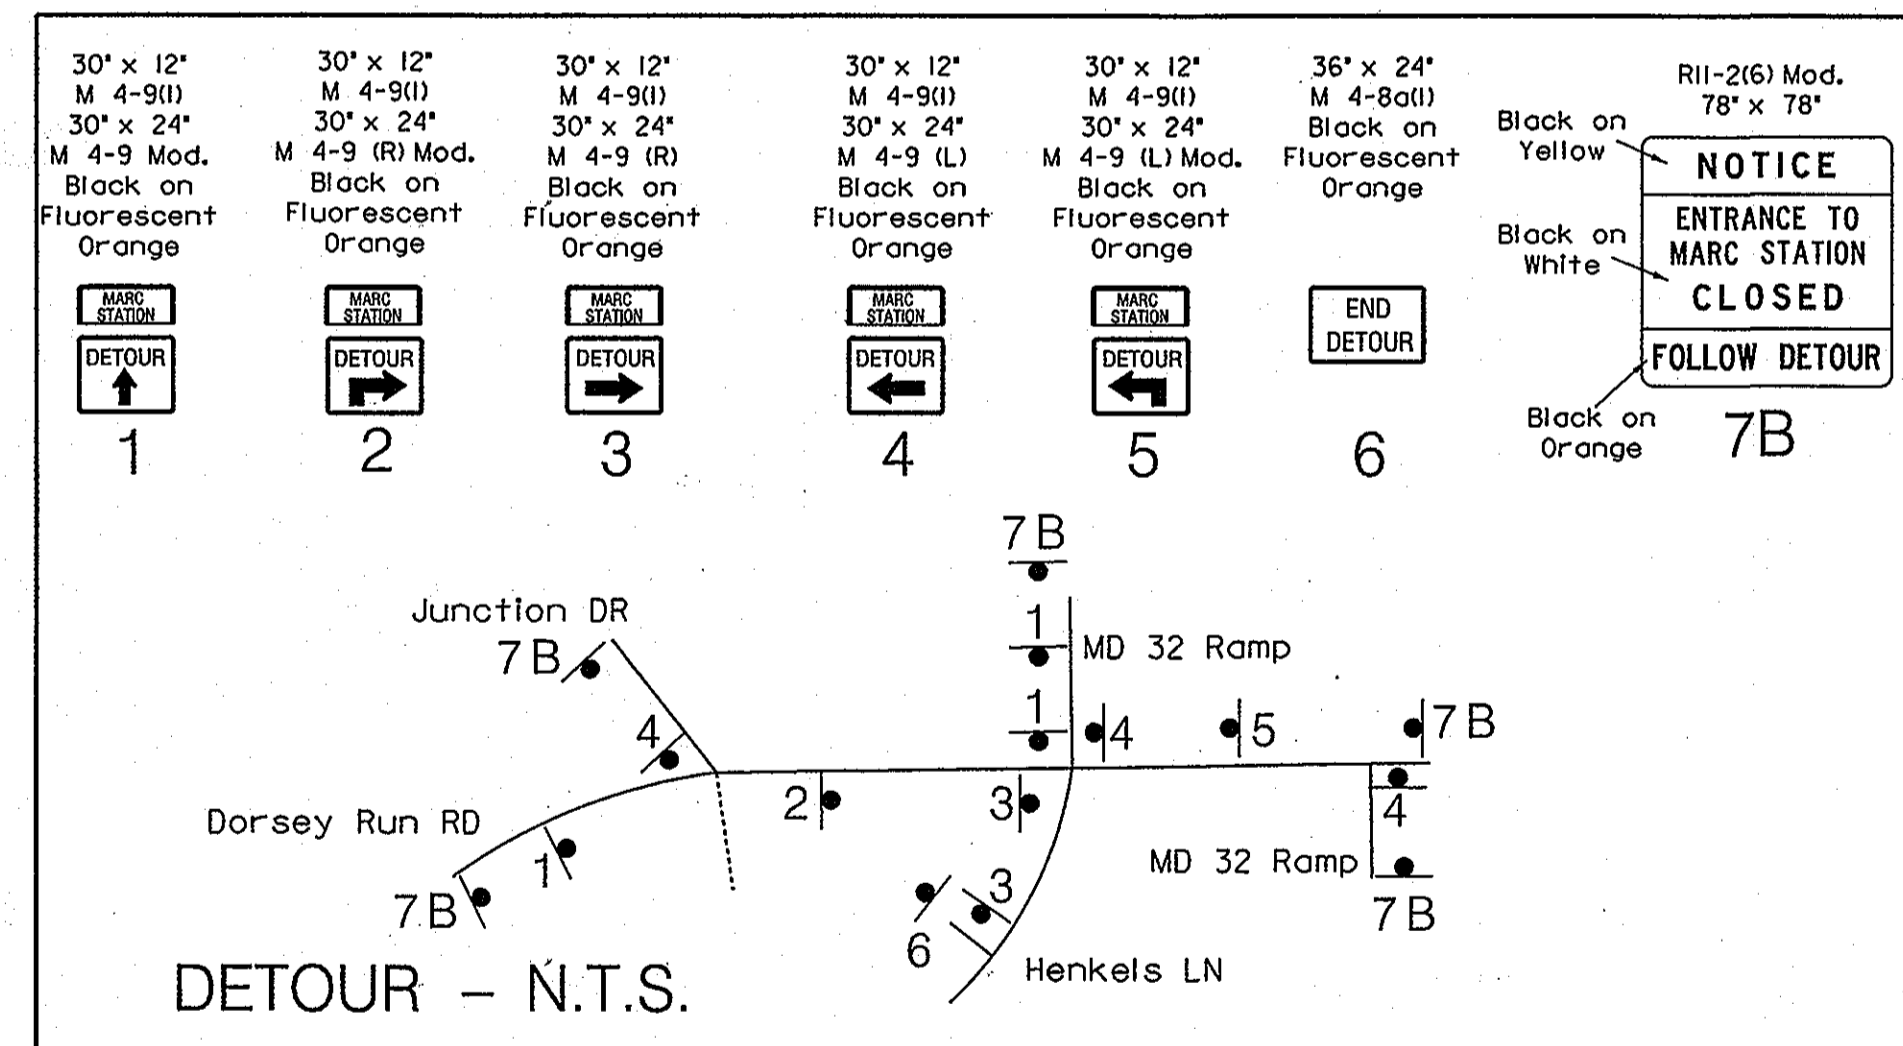 30" x 12"
M 4-9(1)
30" x 24"
M 4-9 Mod.
Black on
Fluorescent
Orange
MARC
STATION
DETOUR
1
30" x 12"
M 4-9(1)
30" x 24"
M 4-9 (R) Mod.
Black on
Fluorescent
Orange
MARC
STATION
DETOUR
2
30" x 12"
M 4-9(1)
30" x 24"
M 4-9 (R)
Black on
Fluorescent
Orange
MARC
STATION
DETOUR
3
30" x 12"
M 4-9(1)
30" x 24"
M 4-9 (L)
Black on
Fluorescent
Orange
MARC
STATION
DETOUR
4
30" x 12"
M 4-9(1)
30" x 24"
M 4-9 (L) Mod.
Black on
Fluorescent
Orange
MARC
STATION
DETOUR
5
36" x 24"
M 4-8a(1)
Black on
Fluorescent
Orange
END
DETOUR
6
R11-2(6) Mod.
78" x 78"
Black on
Yellow
NOTICE
Black on
White
ENTRANCE TO
MARC STATION
CLOSED
FOLLOW DETOUR
Black on
Orange
7B
7B
Junction DR
7B
1
MD 32 Ramp
1
4
4
5
7B
Dorsey Run RD
2
3
4
1
MD 32 Ramp
7B
3
7B
6
Henkels LN
DETOUR - N.T.S.